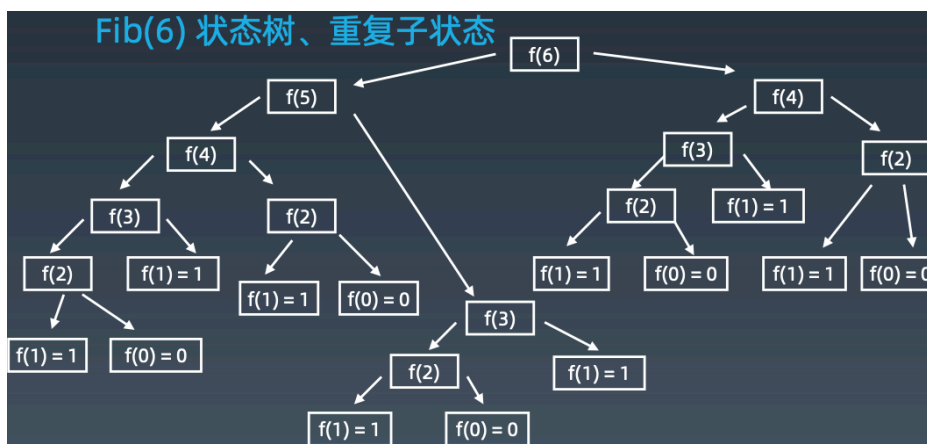 Fib(6) 状态树、重复子状态
f(6)
f(5)
f(4)
f(4)
f(3)
f(2)
f(3)
f(2)
f(2)
f(1) = 1
f(3)
f(2)
f(1) = 1
f(1) = 1
f(0) = 0
f(1) = 1
f(0) = 0
f(1) = 1
f(0) = 0
f(3)
f(1) = 1
f(0) = 0
f(2)
f(1) = 1
f(1) = 1
f(0) = 0